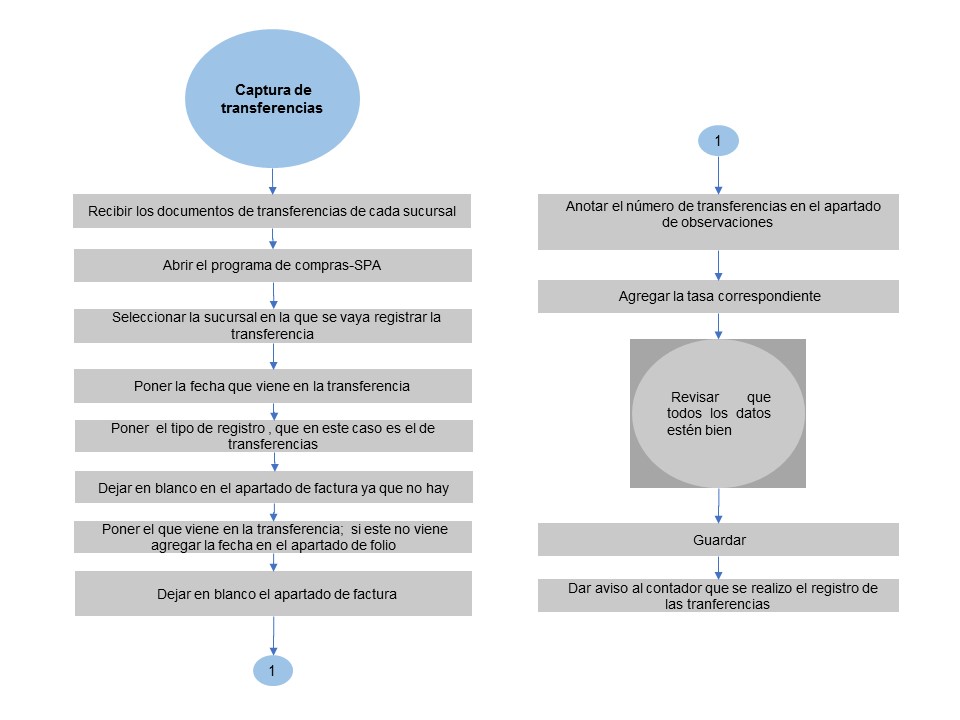 Captura de
transferencias
Recibir los documentos de transferencias de cada sucursal
Abrir el programa de compras-SPA
Seleccionar la sucursal en la que se vaya registrar la
transferencia
Poner la fecha que viene en la transferencia
Poner el tipo de registro , que en este caso es el de
transferencias
Dejar en blanco en el apartado de factura ya que no hay
Poner el que viene en la transferencia; si este no viene
agregar la fecha en el apartado de folio
Dejar en blanco el apartado de factura
1
1
Anotar el número de transferencias en el apartado
de observaciones
Agregar la tasa correspondiente
Revisar que
todos los datos
estén bien
Guardar
Dar aviso al contador que se realizo el registro de
las tranferencias